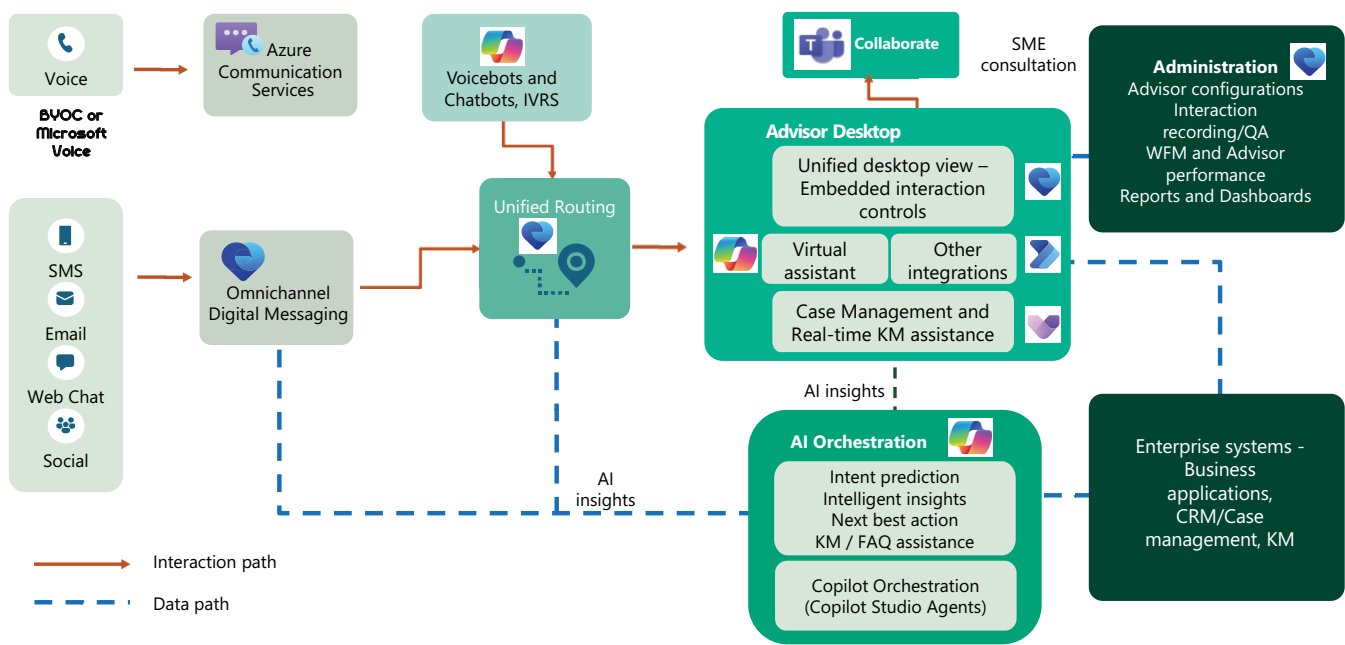 Voice
BYOC or
Microsoft
Voice
Azure
Communication
Services
Voicebots and
Chatbots, IVRS
T
Collaborate
SME
consultation
Administration
Advisor configurations
Interaction
recording/QA
WFM and Advisor
performance
Reports and Dashboards
Advisor Desktop
Unified desktop view –
Embedded interaction
controls
Virtual
assistant
Other
integrations
Case Management and
Real-time KM assistance
Unified Routing
SMS
Email
Web Chat
Social
Omnichannel
Digital Messaging
AI insights
AI Orchestration
Intent prediction
Intelligent insights
Next best action
KM / FAQ assistance
Copilot Orchestration
(Copilot Studio Agents)
AI
insights
Enterprise systems -
Business
applications,
CRM/Case
management, KM
Interaction path
Data path